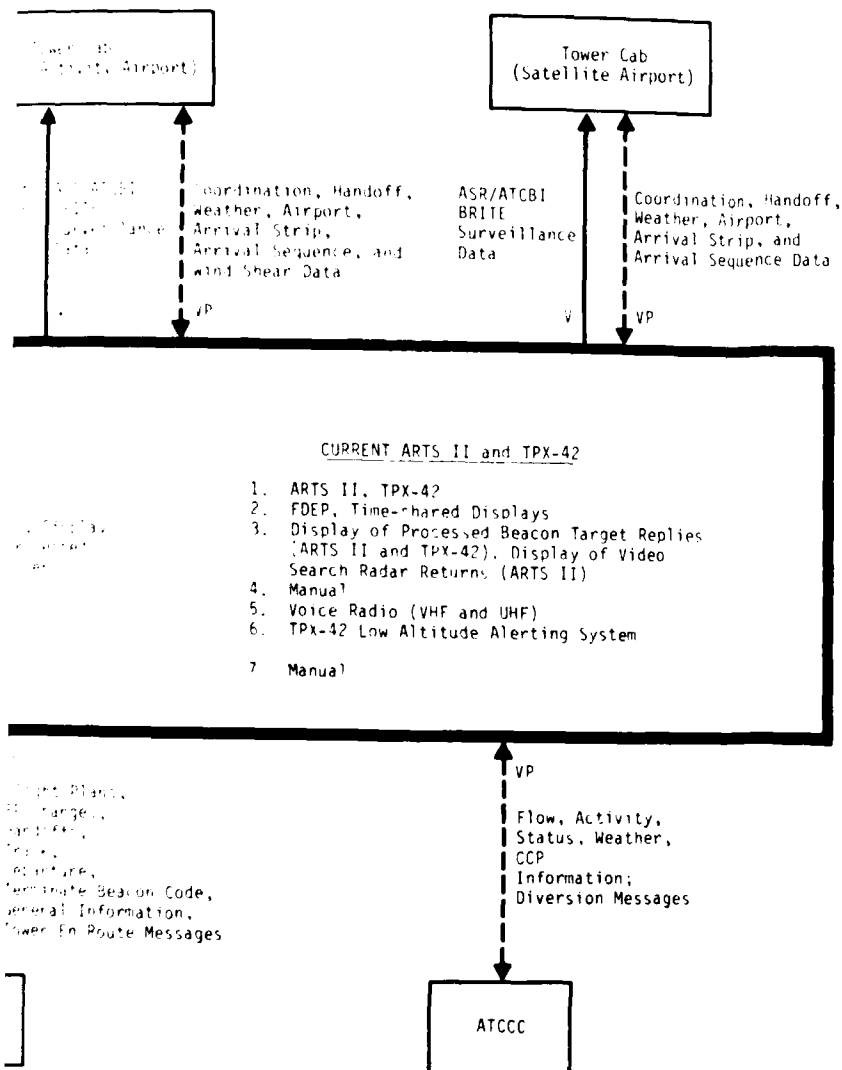 Airport)
Tower Cab
(Satellite Airport)
Coordination, Handoff,
Weather, Airport,
Arrival Strip,
Arrival Sequence, and
Wind Shear Data
VP
ASR/ATCBI
BRITE
Surveillance
Data
V
Coordination, Handoff,
Weather, Airport,
Arrival Strip, and
Arrival Sequence Data
VP
CURRENT ARTS II and TPX-42
1. ARTS II, TPX-42
2. FDEP, Time-shared Displays
3. Display of Processed Beacon Target Replies
(ARTS II and TPX-42), Display of Video
Search Radar Returns (ARTS II)
4. Manual
5. Voice Radio (VHF and UHF)
6. TPX-42 Low Altitude Alerting System
7 Manual
Plans,
Terminate Beacon Code,
General Information,
Tower En Route Messages
VP
Flow, Activity,
Status, Weather,
CCP
Information;
Diversion Messages
ATCCC